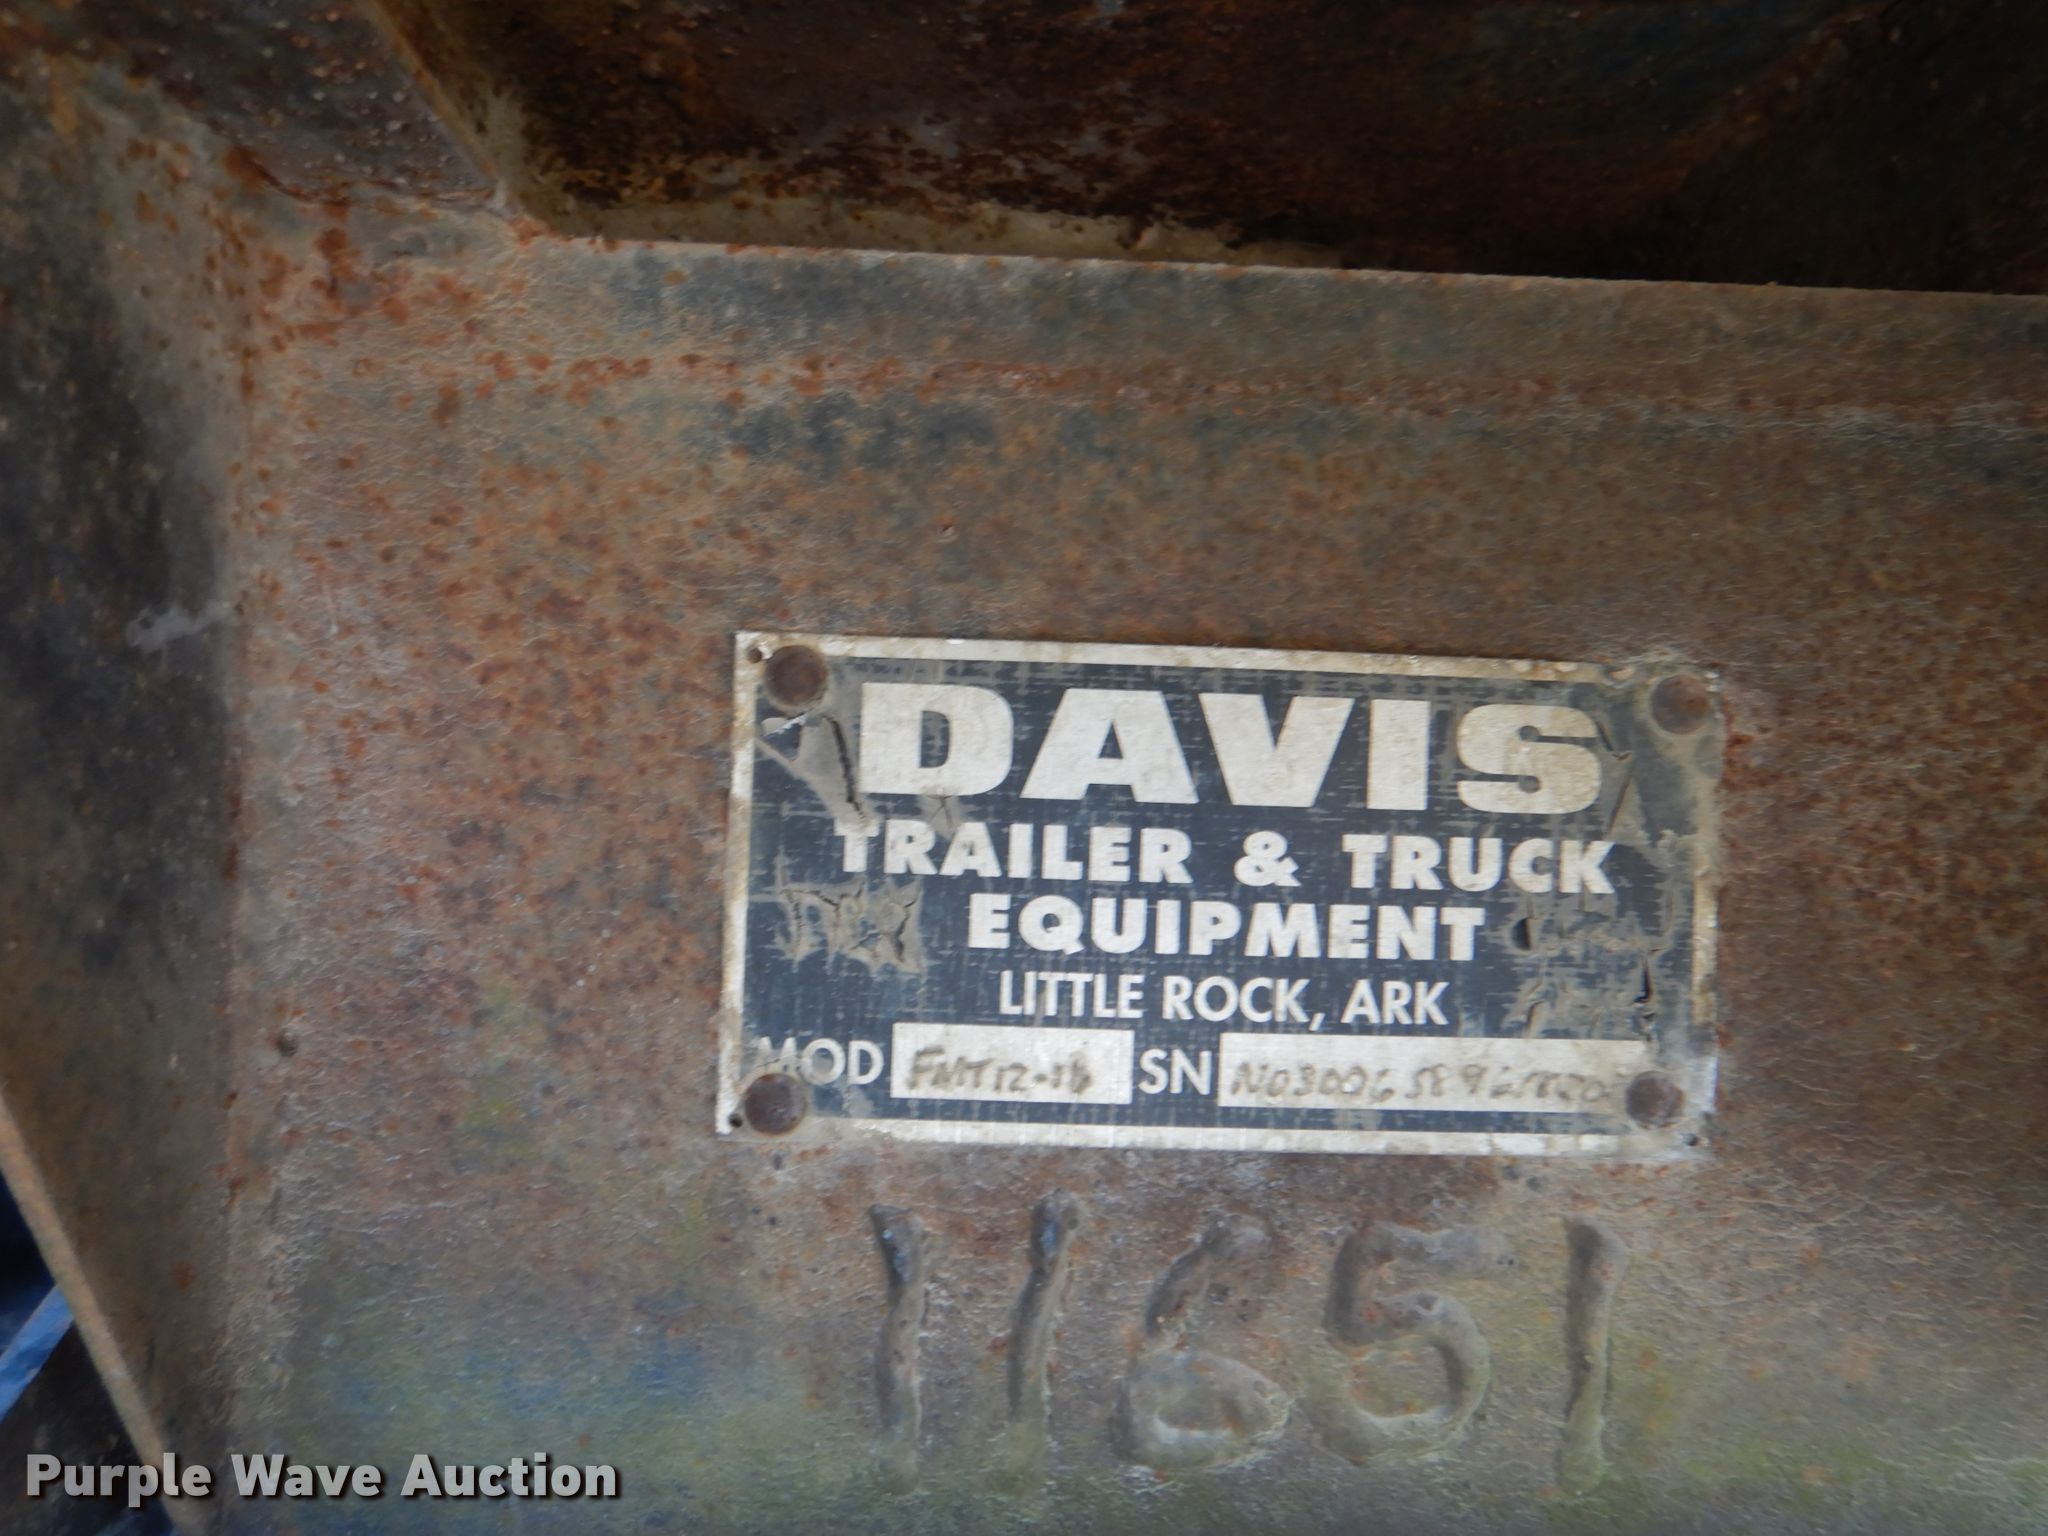 DAVIS
TRAILER & TRUCK
EQUIPMENT
LITTLE ROCK, ARK
MOD SN
11651
Purple Wave Auction